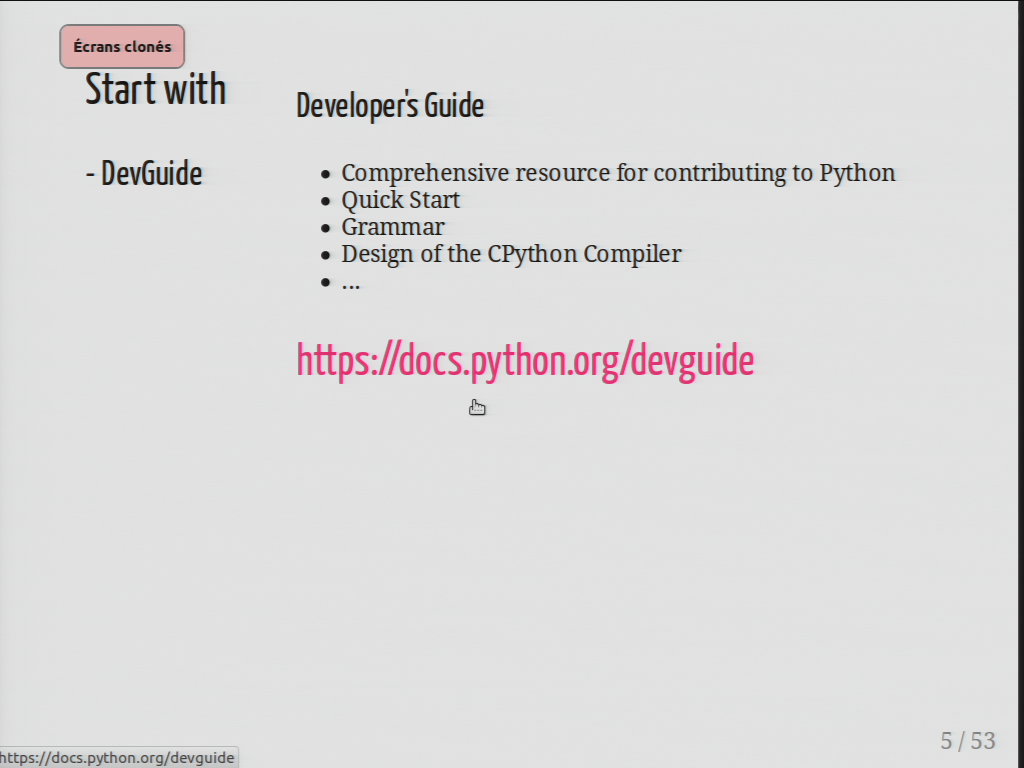 Écrans clonés
Start with
- DevGuide
Developer's Guide
Comprehensive resource for contributing to Python
Quick Start
Grammar
Design of the CPython Compiler
...
https://docs.python.org/devguide
5 / 53
https://docs.python.org/devguide